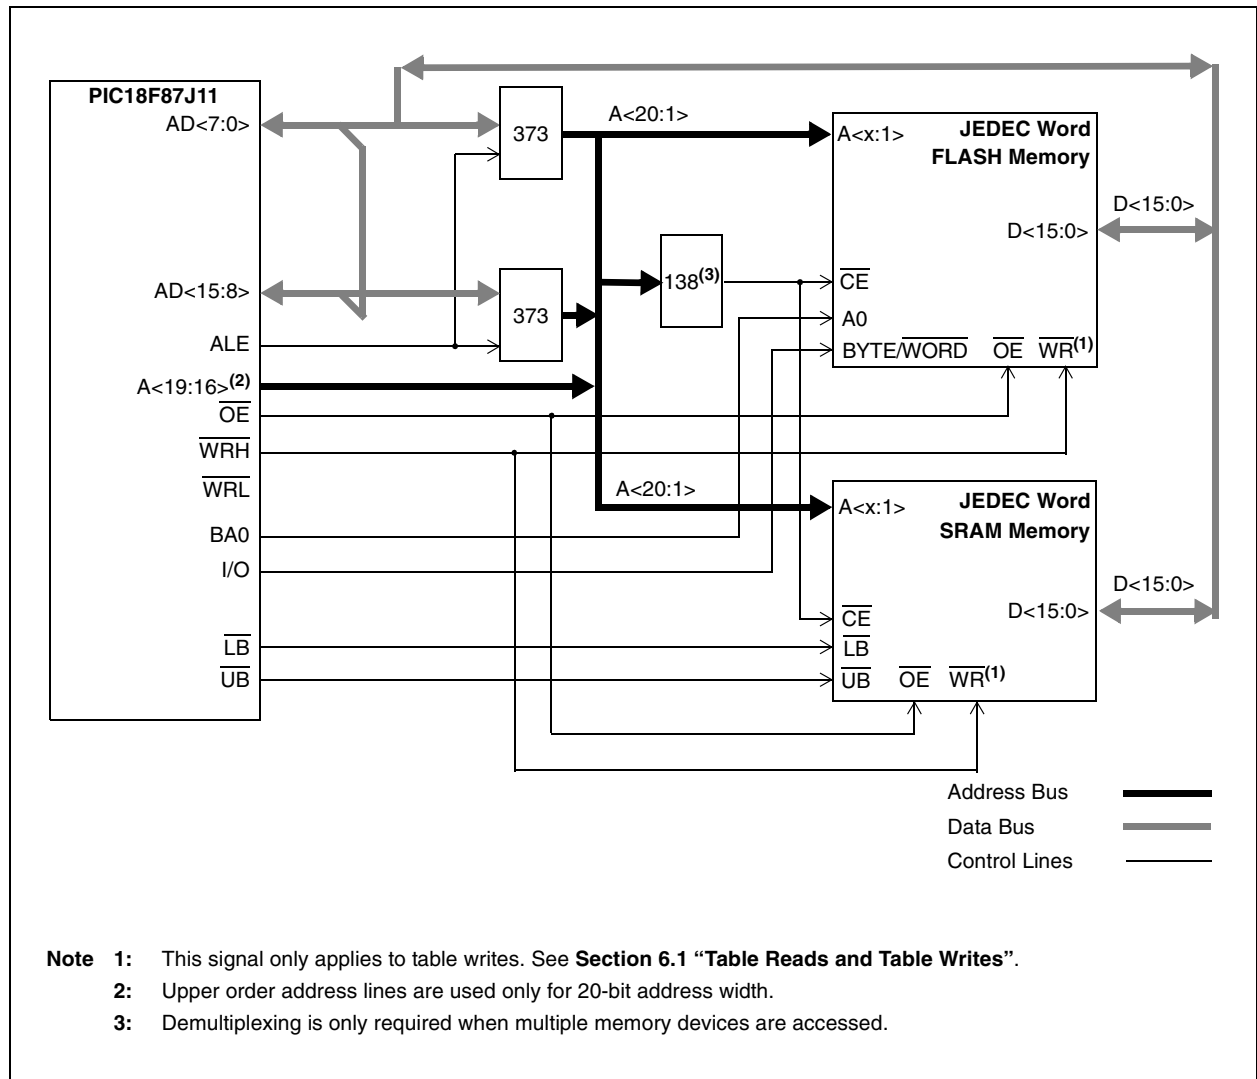 PIC18F87J11
AD<7:0>
373
A<20:1>
A<x:1>
JEDEC Word
FLASH Memory
D<15:0>
D<15:0>
AD<15:8>
373
138(3)
CE
A0
ALE
BYTE/WORD OE WR(1)
A<19:16>(2)
OE
WRH
WRL
A<20:1>
A<x:1>
JEDEC Word
SRAM Memory
BA0
I/O
D<15:0>
D<15:0>
CE
LB
LB
UB
UB OE WR(1)
Address Bus
Data Bus
Control Lines
Note 1: This signal only applies to table writes. See Section 6.1 “Table Reads and Table Writes”.
2: Upper order address lines are used only for 20-bit address width.
3: Demultiplexing is only required when multiple memory devices are accessed.